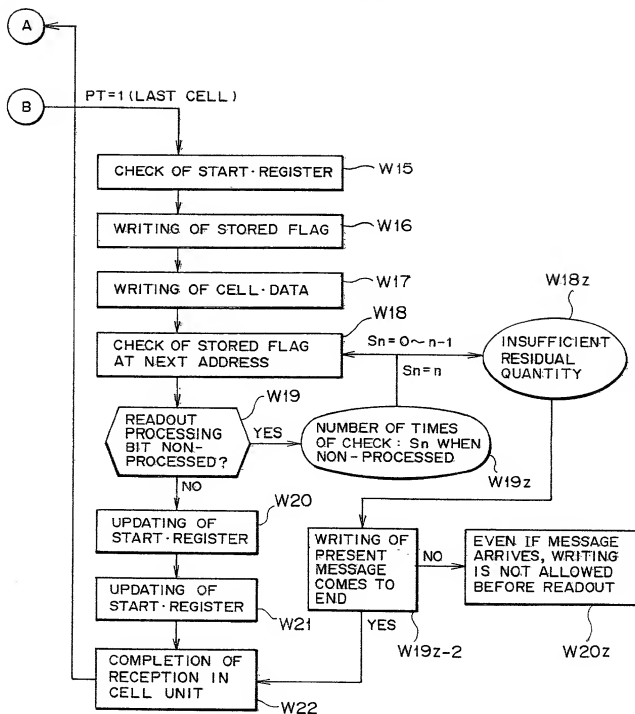 A
B
PT=1 (LAST CELL)
CHECK OF START·REGISTER
W15
WRITING OF STORED FLAG
W16
WRITING OF CELL·DATA
W17
W18
CHECK OF STORED FLAG
AT NEXT ADDRESS
Sn=0~n-1
Sn=n
W18z
INSUFFICIENT
RESIDUAL
QUANTITY
W19
READOUT
PROCESSING
BIT NON-
PROCESSED?
YES
NO
NUMBER OF TIMES
OF CHECK: Sn WHEN
NON-PROCESSED
W19z
W20
UPDATING OF
START·REGISTER
WRITING OF
PRESENT
MESSAGE
COMES TO
END
NO
YES
W19z-2
EVEN IF MESSAGE
ARRIVES, WRITING
IS NOT ALLOWED
BEFORE READOUT
W20z
UPDATING OF
START·REGISTER
W21
COMPLETION OF
RECEPTION IN
CELL UNIT
W22